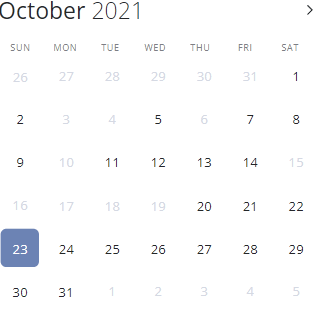 October 2021
SUN MON TUE WED THU FRI SAT
26 27 28 29 30 31 1
2 3 4 5 6 7 8
9 10 11 12 13 14 15
16 17 18 19 20 21 22
23 24 25 26 27 28 29
30 31 1 2 3 4 5